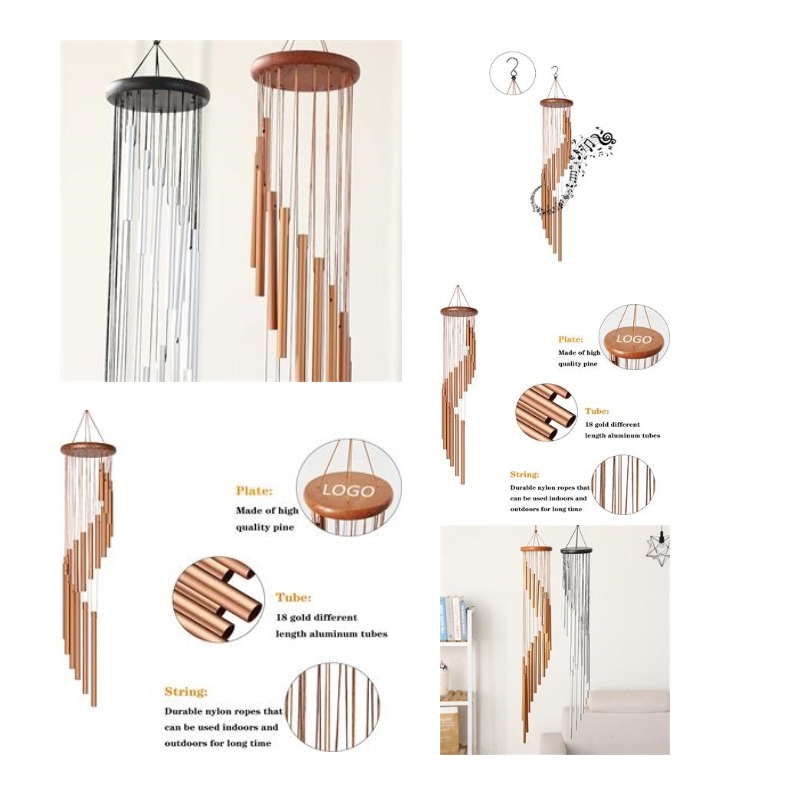 Plate:
LOGO
Made of high
quality pine
Tube:
18 gold different
length aluminum tubes
String:
Durable nylon ropes that
can be used indoors and
outdoors for long time
Plate:
LOGO
Made of high
quality pine
Tube:
18 gold different
length aluminum tubes
String:
Durable nylon ropes that
can be used indoors and
outdoors for long time